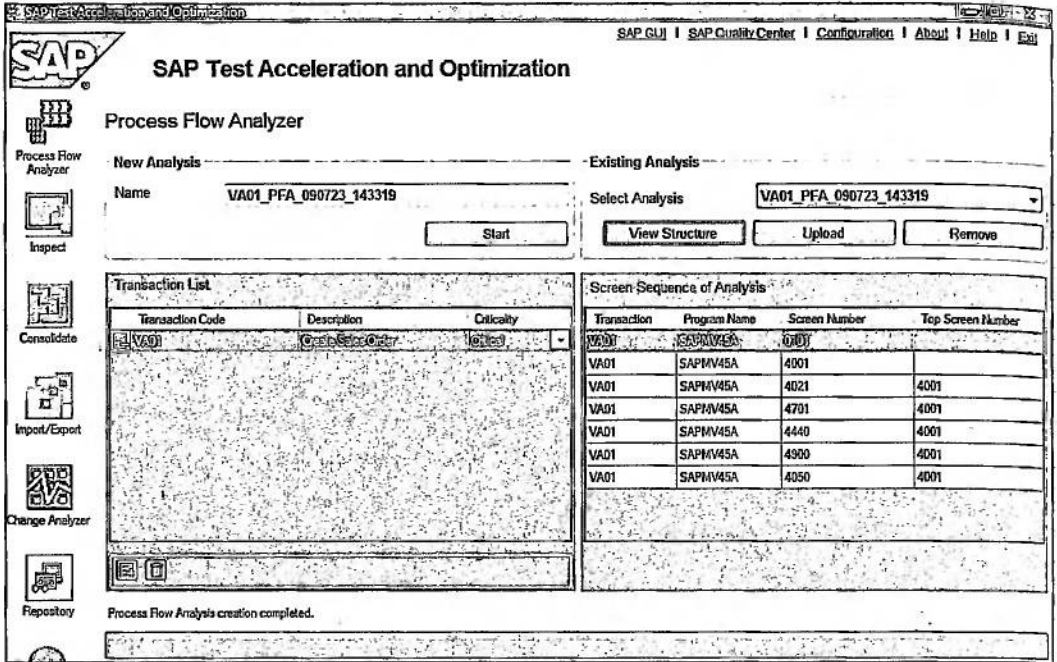 SAP Test Acceleration and Optimization
SAP GUI | SAP Quality Center | Configuration | About | Help | Exit
SAP
SAP Test Acceleration and Optimization
Process Flow Analyzer
Process Flow Analyzer
New Analysis
Name VA01_PFA_090723_143319
Start
Existing Analysis
Select Analysis VA01_PFA_090723_143319
View Structure Upload Remove
Inspect
Consolidate
Import/Export
Change Analyzer
Repository
Transaction List
Transaction Code Description Criticality
VA01 Create Sales Order Critical
Screen Sequence of Analysis
Transaction Program Name Screen Number Top Screen Number
VA01 SAPMV45A 0101
VA01 SAPMV45A 4001
VA01 SAPMV45A 4021 4001
VA01 SAPMV45A 4701 4001
VA01 SAPMV45A 4440 4001
VA01 SAPMV45A 4900 4001
VA01 SAPMV45A 4050 4001
Process Flow Analysis creation completed.